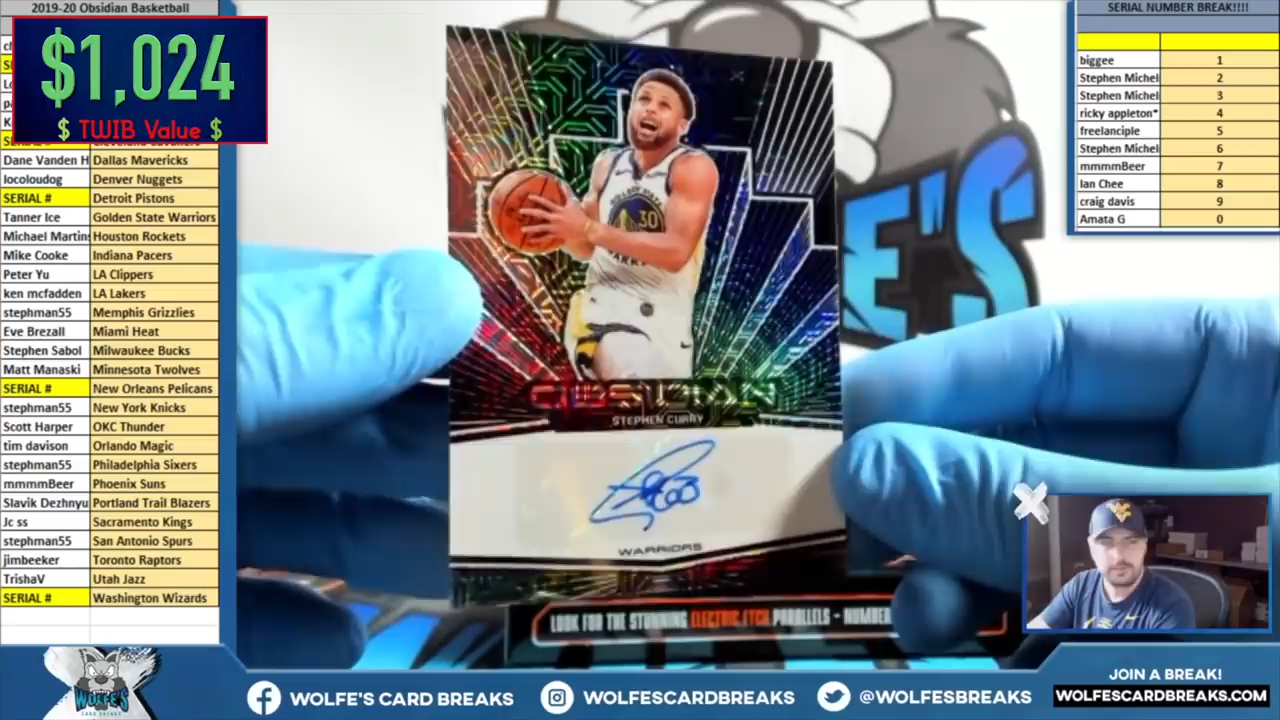 2019-20 Obsidian Basketball
$1,024
$ TWIB Value $
Dane Vanden H Dallas Mavericks
locoloudog Denver Nuggets
SERIAL # Detroit Pistons
Tanner Ice Golden State Warriors
Michael Martins Houston Rockets
Mike Cooke Indiana Pacers
Peter Yu LA Clippers
ken mcfadden LA Lakers
stephman55 Memphis Grizzlies
Eve Brezall Miami Heat
Stephen Sabol Milwaukee Bucks
Matt Manaski Minnesota Twolves
SERIAL # New Orleans Pelicans
stephman55 New York Knicks
Scott Harper OKC Thunder
tim davison Orlando Magic
stephman55 Philadelphia Sixers
mmmmBeer Phoenix Suns
Slavik Dezhnyu Portland Trail Blazers
Jc ss Sacramento Kings
stephman55 San Antonio Spurs
jimbeeker Toronto Raptors
TrishaV Utah Jazz
SERIAL # Washington Wizards
SERIAL NUMBER BREAK!!!!
biggee 1
Stephen Michel 2
Stephen Michel 3
ricky appleton* 4
freelanciple 5
Stephen Michel 6
mmmmBeer 7
Ian Chee 8
craig davis 9
Amata G 0
E'S
30
OBSIDIAN
STEPHEN CURRY
WARRIORS
LOOK FOR THE STUNNING ELECTRIC ETCH PARALLELS - NUMBER
WOLFE'S
CARD BREAKS
WOLFE'S CARD BREAKS
WOLFESCARDBREAKS
@WOLFESBREAKS
JOIN A BREAK!
WOLFESCARDBREAKS.COM